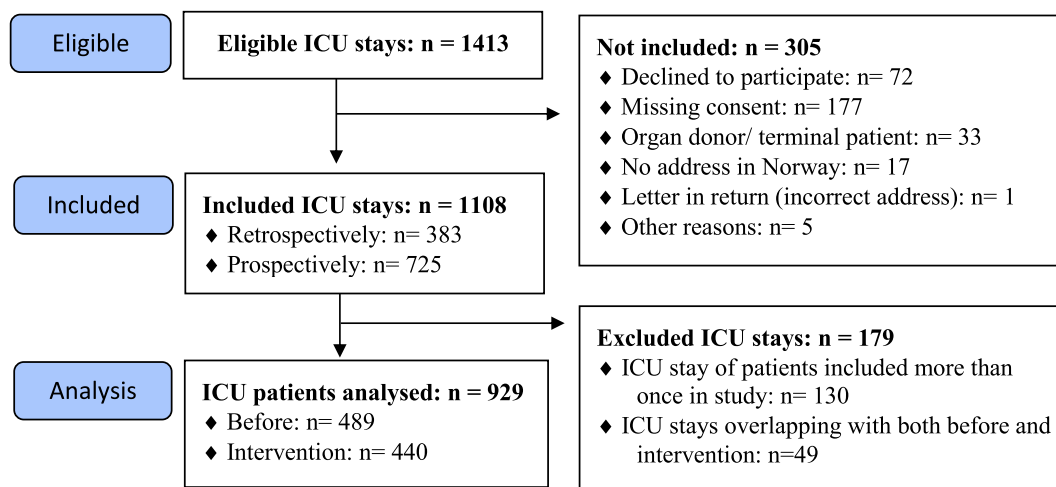 Eligible
Eligible ICU stays: n = 1413
Not included: n = 305
♦ Declined to participate: n= 72
♦ Missing consent: n= 177
♦ Organ donor/ terminal patient: n= 33
♦ No address in Norway: n= 17
♦ Letter in return (incorrect address): n= 1
♦ Other reasons: n= 5
Included
Included ICU stays: n = 1108
♦ Retrospectively: n= 383
♦ Prospectively: n= 725
Excluded ICU stays: n = 179
♦ ICU stay of patients included more than
once in study: n= 130
♦ ICU stays overlapping with both before and
intervention: n=49
Analysis
ICU patients analysed: n = 929
♦ Before: n= 489
♦ Intervention: n= 440